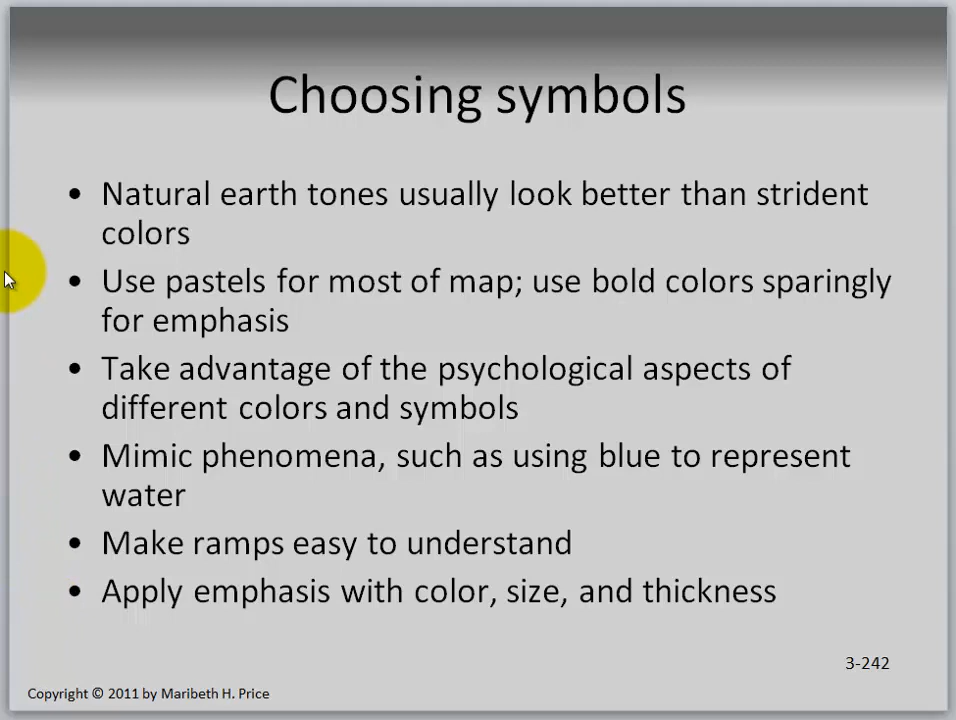 Choosing symbols
• Natural earth tones usually look better than strident
colors
• Use pastels for most of map; use bold colors sparingly
for emphasis
• Take advantage of the psychological aspects of
different colors and symbols
• Mimic phenomena, such as using blue to represent
water
• Make ramps easy to understand
• Apply emphasis with color, size, and thickness
3-242
Copyright © 2011 by Maribeth H. Price